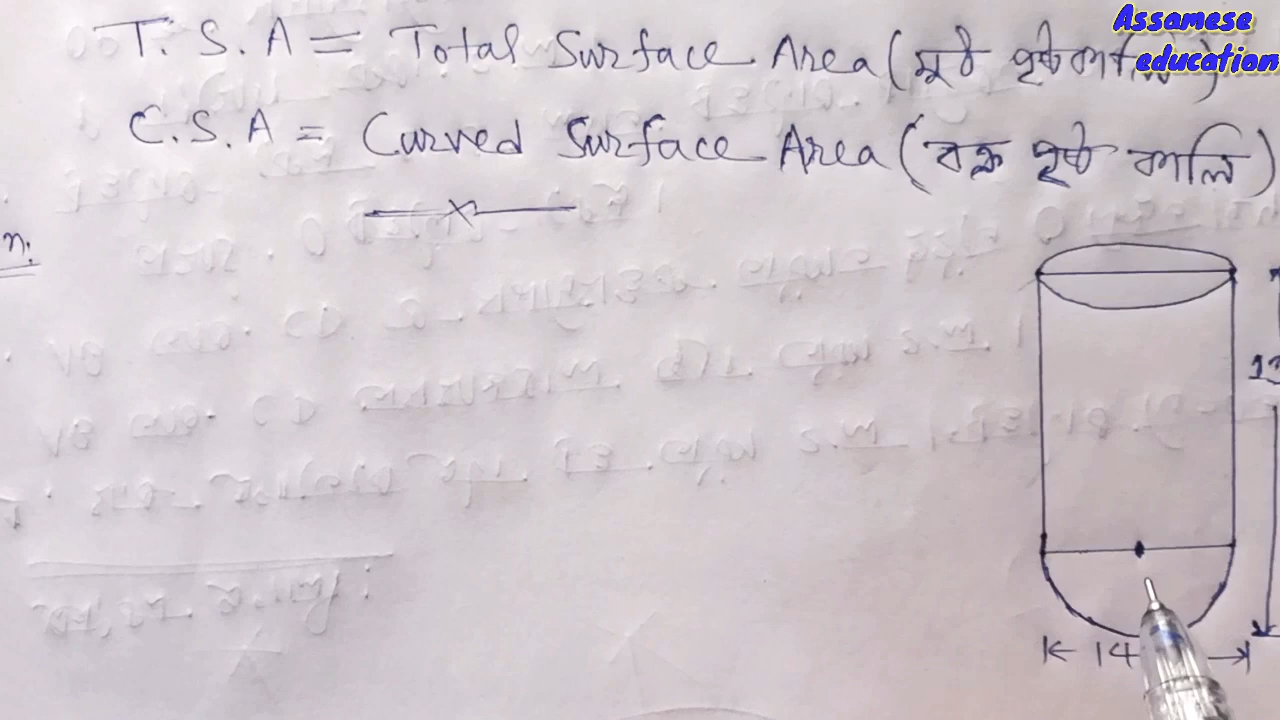 Assamese
education
T. S. A = Total Surface Area (মুঠ পৃষ্ঠকালি)
C. S. A = Curved Surface Area (বক্ৰ পৃষ্ঠ কালি)
n:
14